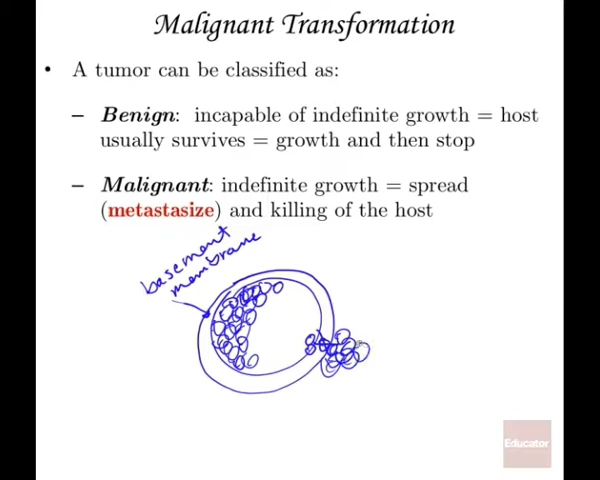 Malignant Transformation
• A tumor can be classified as:
– Benign: incapable of indefinite growth = host
usually survives = growth and then stop
– Malignant: indefinite growth = spread
(metastasize) and killing of the host
basement
membrane
Educator